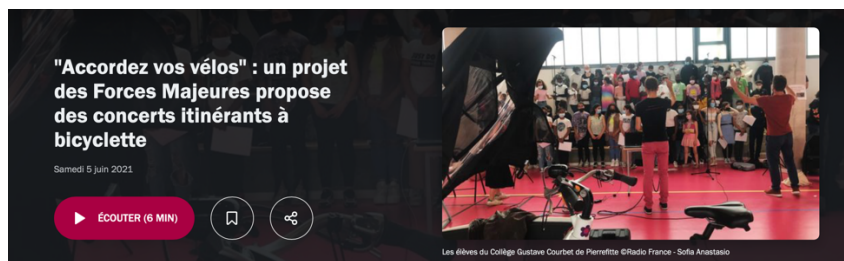 "Accordez vos vélos" : un projet
des Forces Majeures propose
des concerts itinérants à
bicyclette
Samedi 5 juin 2021
ÉCOUTER (6 MIN)
Les élèves du Collège Gustave Courbet de Pierrefitte ©Radio France - Sofia Anastasio